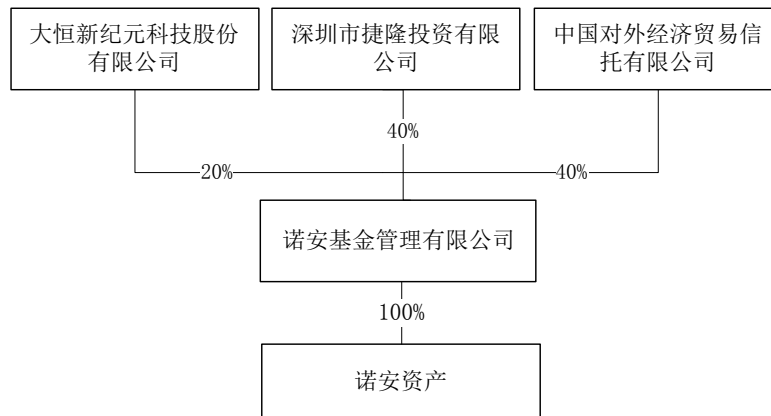 大恒新纪元科技股份
有限公司
深圳市捷隆投资有限
公司
中国对外经济贸易信
托有限公司
40%
20%
40%
诺安基金管理有限公司
100%
诺安资产